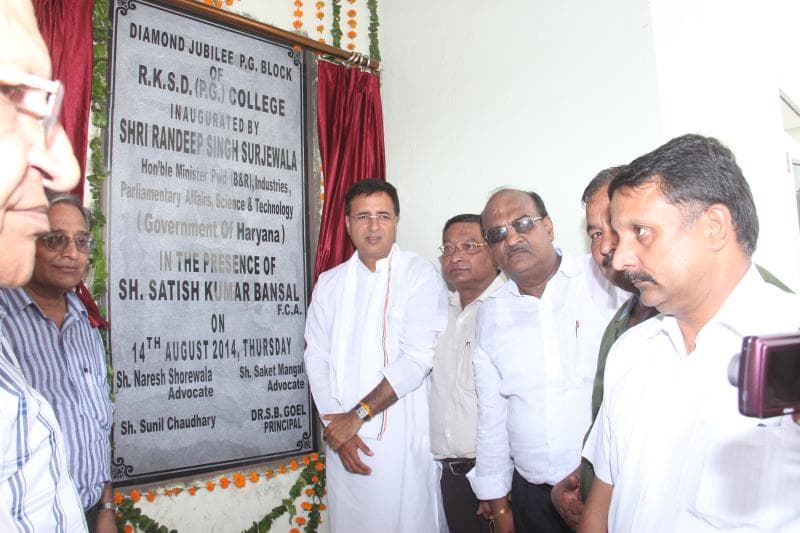 DIAMOND JUBILEE P.G. BLOCK
OF
R.K.S.D. (P.G.) COLLEGE
INAUGURATED BY
SHRI RANDEEP SINGH SURJEWALA
Hon'ble Minister Pwd (B&R), Industries,
Parliamentary Affairs, Science & Technology
(Government Of Haryana)
IN THE PRESENCE OF
SH. SATISH KUMAR BANSAL
F.C.A.
ON
14TH AUGUST 2014, THURSDAY
Sh. Naresh Shorewala Sh. Saket Mangal
Advocate Advocate
Sh. Sunil Chaudhary DR.S.B. GOEL
PRINCIPAL